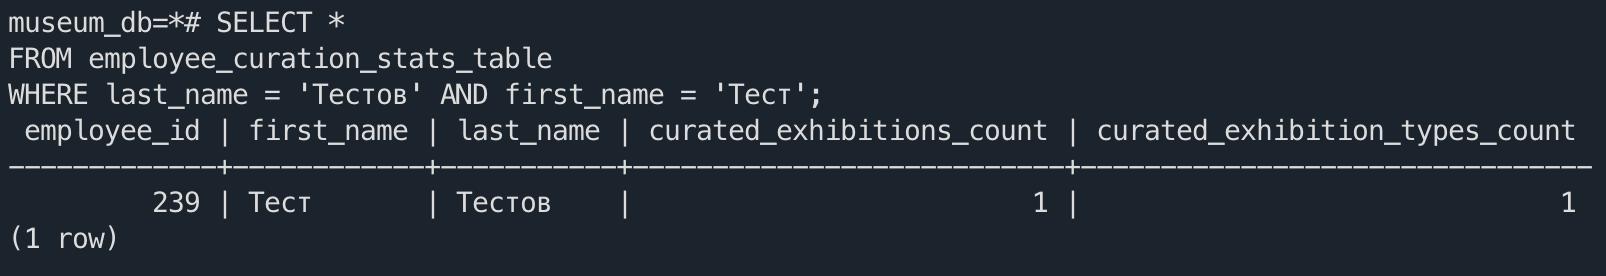 museum_db=*# SELECT *
FROM employee_curation_stats_table
WHERE last_name = 'Тестов' AND first_name = 'Тест';
 employee_id | first_name | last_name | curated_exhibitions_count | curated_exhibition_types_count
-------------+------------+-----------+---------------------------+--------------------------------
         239 | Тест       | Тестов    |                         1 |                              1
(1 row)